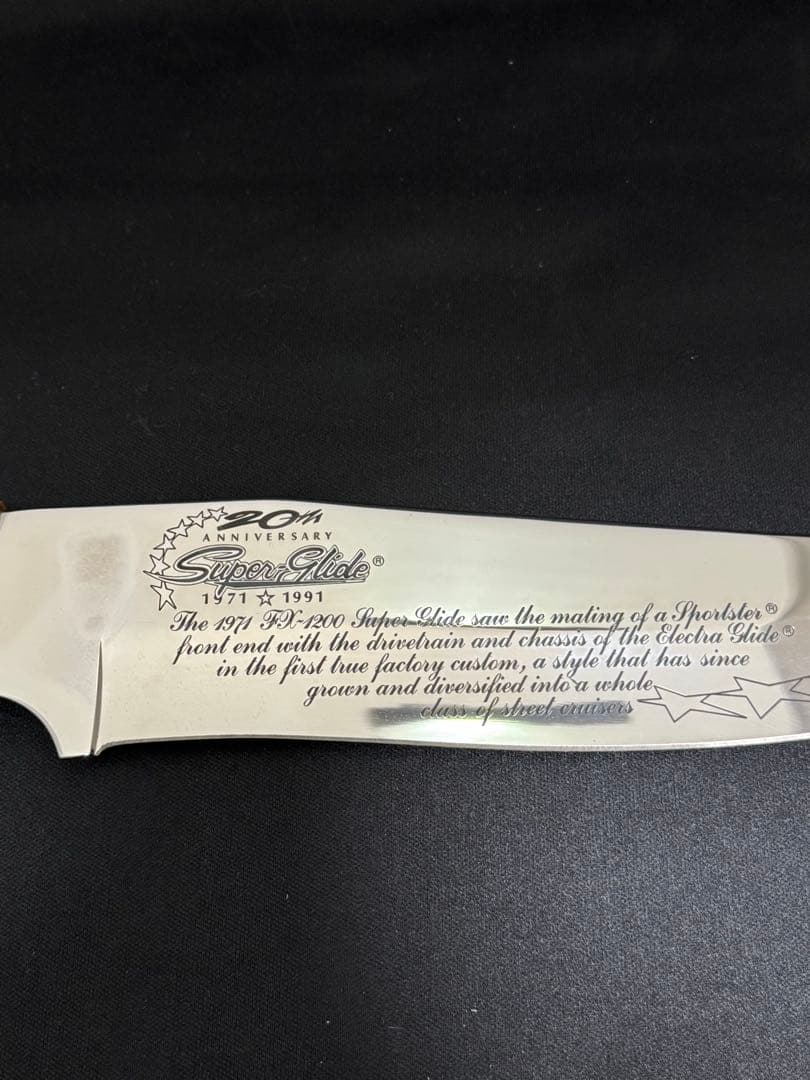 20th
ANNIVERSARY
Super-Glide®
1971 ☆ 1991
The 1971 FX-1200 Super Glide saw the mating of a Sportster®
front end with the drivetrain and chassis of the Electra Glide®
in the first true factory custom, a style that has since
grown and diversified into a whole
class of street cruisers